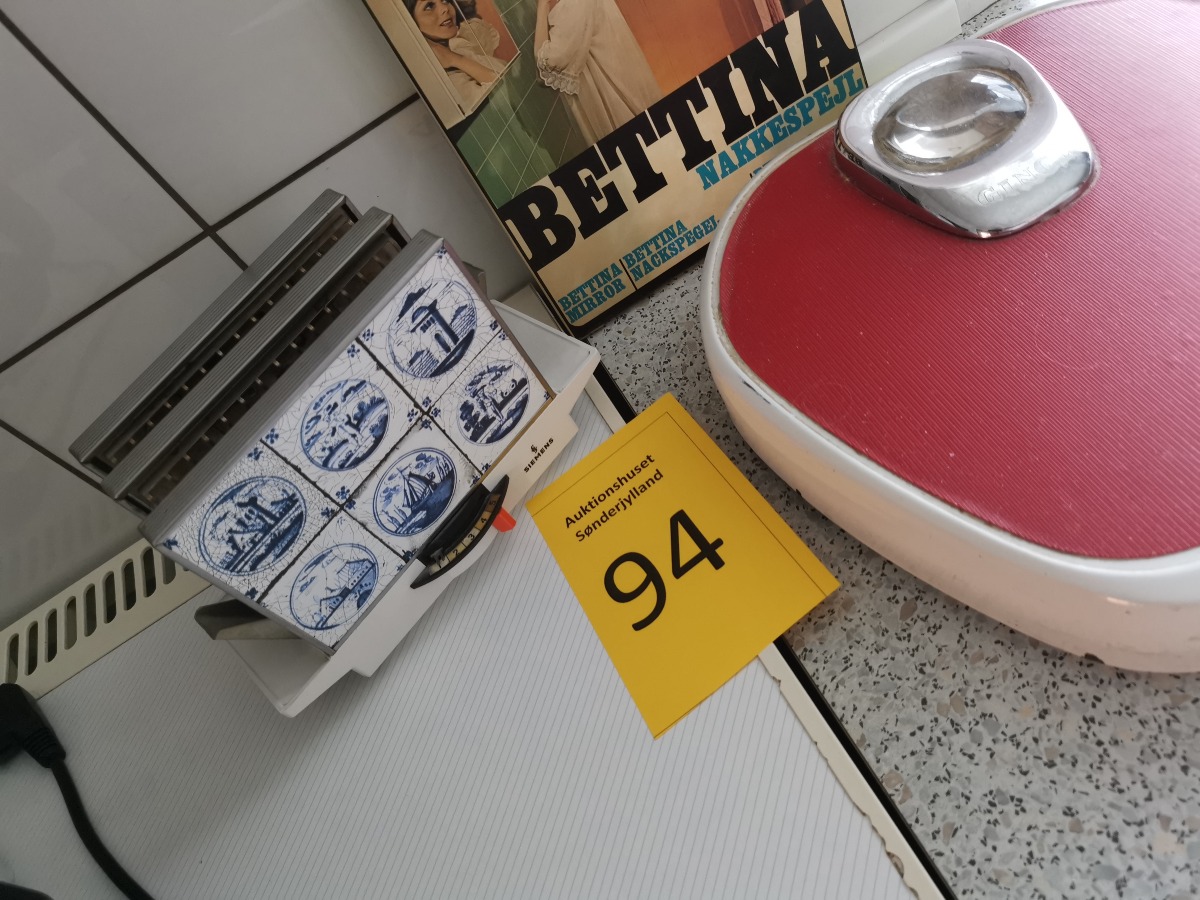 BETTINA
NAKKESPEJL
BETTINA
MIRROR
BETTINA
NACKSPEGEL
SIEMENS
Auktionshuset
Sønderjylland
94